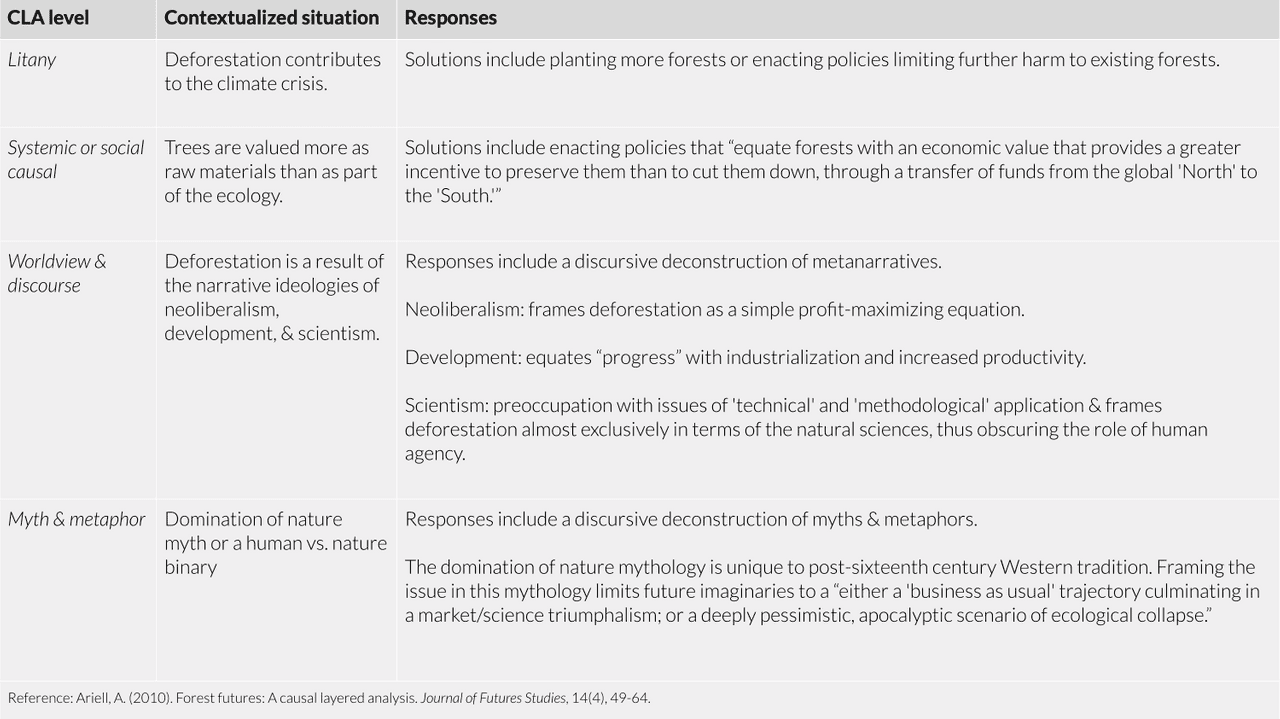 CLA level
Contextualized situation
Responses
Litany
Deforestation contributes
to the climate crisis.
Solutions include planting more forests or enacting policies limiting further harm to existing forests.
Systemic or social
causal
Trees are valued more as
raw materials than as part
of the ecology.
Solutions include enacting policies that “equate forests with an economic value that provides a greater
incentive to preserve them than to cut them down, through a transfer of funds from the global 'North' to
the 'South.'”
Worldview &
discourse
Deforestation is a result of
the narrative ideologies of
neoliberalism,
development, & scientism.
Responses include a discursive deconstruction of metanarratives.
Neoliberalism: frames deforestation as a simple profit-maximizing equation.
Development: equates “progress” with industrialization and increased productivity.
Scientism: preoccupation with issues of 'technical' and 'methodological' application & frames
deforestation almost exclusively in terms of the natural sciences, thus obscuring the role of human
agency.
Myth & metaphor
Domination of nature
myth or a human vs. nature
binary
Responses include a discursive deconstruction of myths & metaphors.
The domination of nature mythology is unique to post-sixteenth century Western tradition. Framing the
issue in this mythology limits future imaginaries to a “either a 'business as usual' trajectory culminating in
a market/science triumphalism; or a deeply pessimistic, apocalyptic scenario of ecological collapse.”
Reference: Ariell, A. (2010). Forest futures: A causal layered analysis. Journal of Futures Studies, 14(4), 49-64.